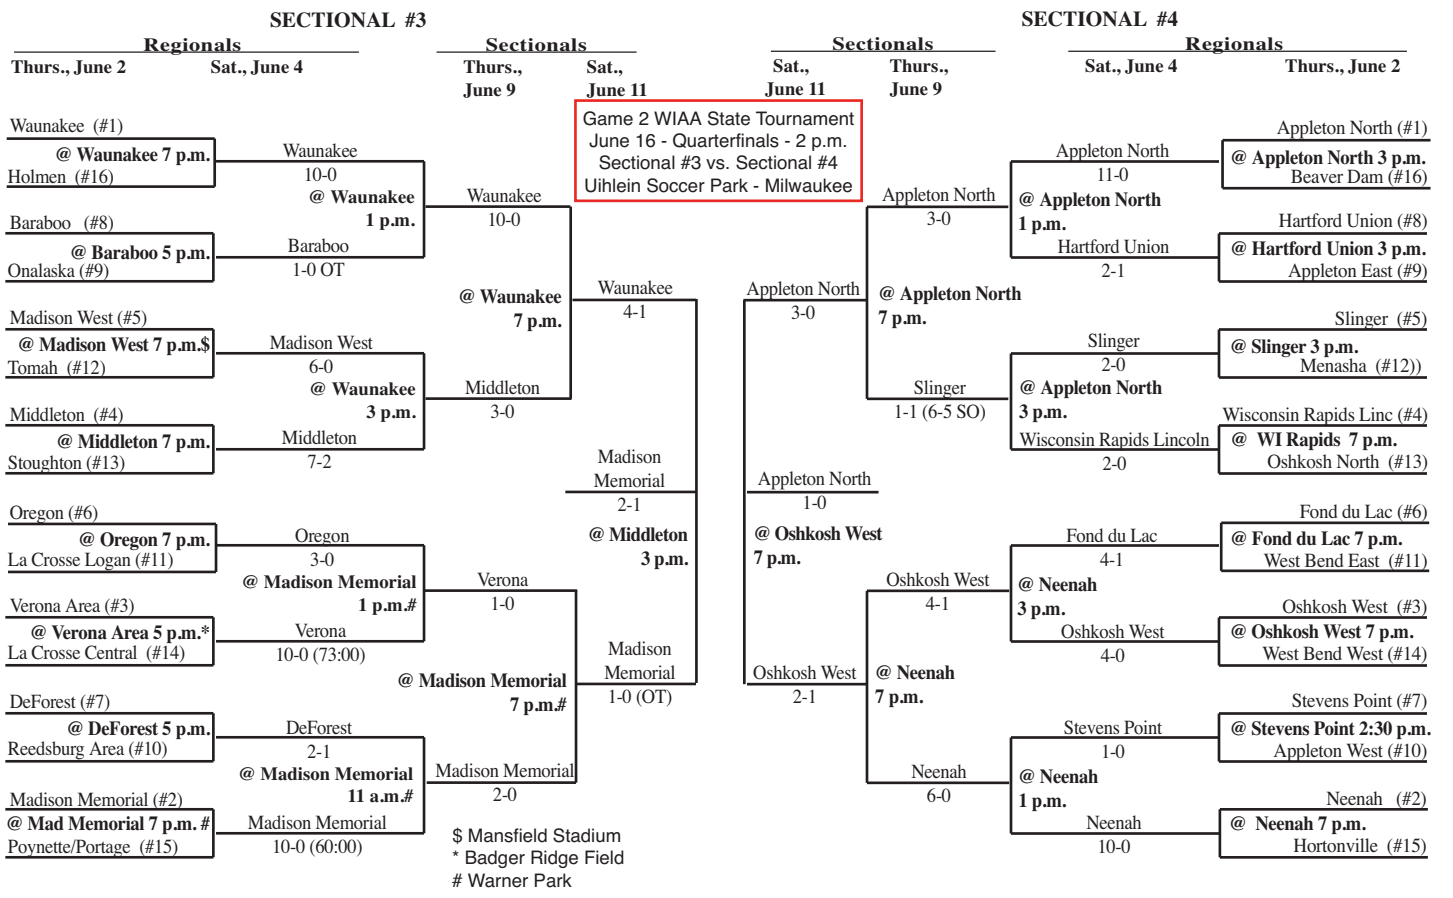 SECTIONAL #3
Regionals
Sectionals
Thurs., June 2
Sat., June 4
Thurs.,
June 9
Sat.,
June 11
Waunakee (#1)
@ Waunakee 7 p.m.
Holmen (#16)
Waunakee
10-0
@ Waunakee
1 p.m.
Baraboo (#8)
@ Baraboo 5 p.m.
Onalaska (#9)
Baraboo
1-0 OT
Waunakee
10-0
@ Waunakee
7 p.m.
Madison West (#5)
@ Madison West 7 p.m.$
Tomah (#12)
Madison West
6-0
@ Waunakee
3 p.m.
Middleton (#4)
@ Middleton 7 p.m.
Stoughton (#13)
Middleton
7-2
Middleton
3-0
Waunakee
4-1
Madison
Memorial
2-1
@ Middleton
3 p.m.
Oregon (#6)
@ Oregon 7 p.m.
La Crosse Logan (#11)
Oregon
3-0
@ Madison Memorial
1 p.m.#
Verona Area (#3)
@ Verona Area 5 p.m.*
La Crosse Central (#14)
Verona
10-0 (73:00)
Verona
1-0
@ Madison Memorial
7 p.m.#
Madison
Memorial
1-0 (OT)
DeForest (#7)
@ DeForest 5 p.m.
Reedsburg Area (#10)
DeForest
2-1
@ Madison Memorial
11 a.m.#
Madison Memorial (#2)
@ Mad Memorial 7 p.m. #
Poynette/Portage (#15)
Madison Memorial
10-0 (60:00)
Madison Memorial
2-0
$ Mansfield Stadium
* Badger Ridge Field
# Warner Park
Game 2 WIAA State Tournament
June 16 - Quarterfinals - 2 p.m.
Sectional #3 vs. Sectional #4
Uihlein Soccer Park - Milwaukee
SECTIONAL #4
Sectionals
Regionals
Sat.,
June 11
Thurs.,
June 9
Sat., June 4
Thurs., June 2
Appleton North (#1)
@ Appleton North 3 p.m.
Beaver Dam (#16)
Appleton North
11-0
@ Appleton North
1 p.m.
Hartford Union (#8)
@ Hartford Union 3 p.m.
Appleton East (#9)
Hartford Union
2-1
Appleton North
3-0
@ Appleton North
7 p.m.
Appleton North
3-0
Slinger (#5)
@ Slinger 3 p.m.
Menasha (#12))
Slinger
2-0
@ Appleton North
3 p.m.
Wisconsin Rapids Linc (#4)
@ WI Rapids 7 p.m.
Oshkosh North (#13)
Wisconsin Rapids Lincoln
2-0
Slinger
1-1 (6-5 SO)
Appleton North
1-0
@ Oshkosh West
7 p.m.
Fond du Lac (#6)
@ Fond du Lac 7 p.m.
West Bend East (#11)
Fond du Lac
4-1
@ Neenah
3 p.m.
Oshkosh West (#3)
@ Oshkosh West 7 p.m.
West Bend West (#14)
Oshkosh West
4-0
Oshkosh West
4-1
@ Neenah
7 p.m.
Oshkosh West
2-1
Stevens Point (#7)
@ Stevens Point 2:30 p.m.
Appleton West (#10)
Stevens Point
1-0
@ Neenah
1 p.m.
Neenah (#2)
@ Neenah 7 p.m.
Hortonville (#15)
Neenah
10-0
Neenah
6-0